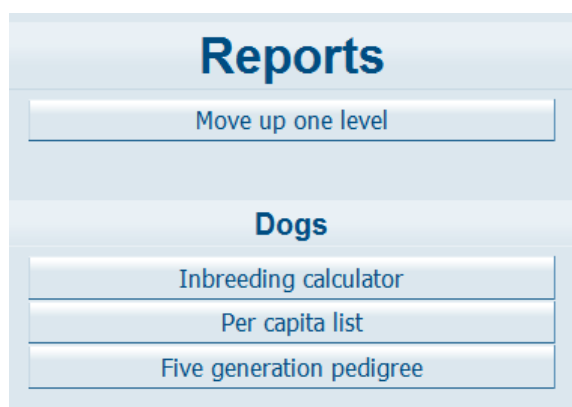 Reports
Move up one level
Dogs
Inbreeding calculator
Per capita list
Five generation pedigree